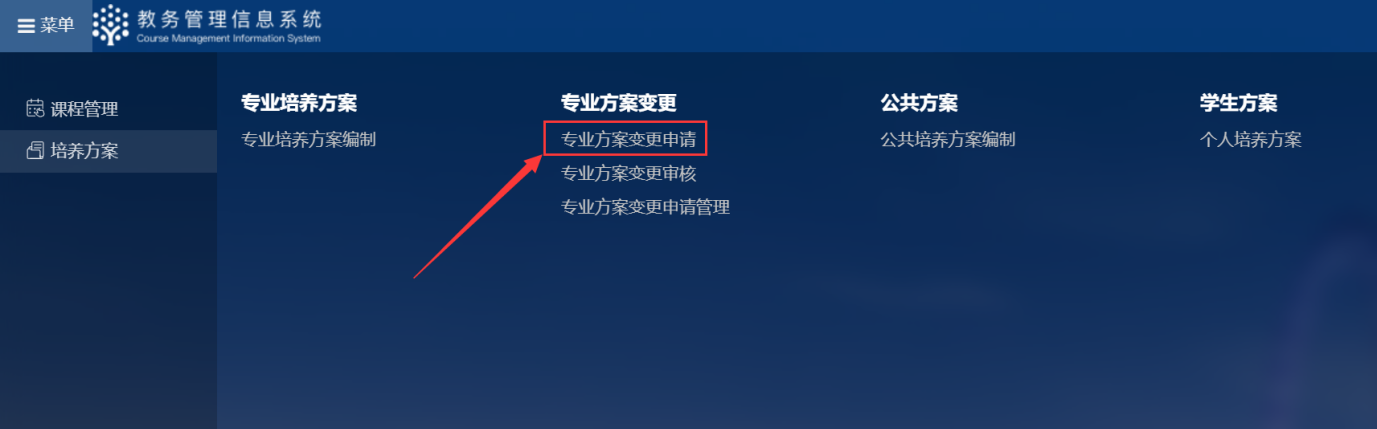 菜单
教务管理信息系统
Course Management Information System
课程管理
培养方案
专业培养方案
专业培养方案编制
专业方案变更
专业方案变更申请
专业方案变更审核
专业方案变更申请管理
公共方案
公共培养方案编制
学生方案
个人培养方案